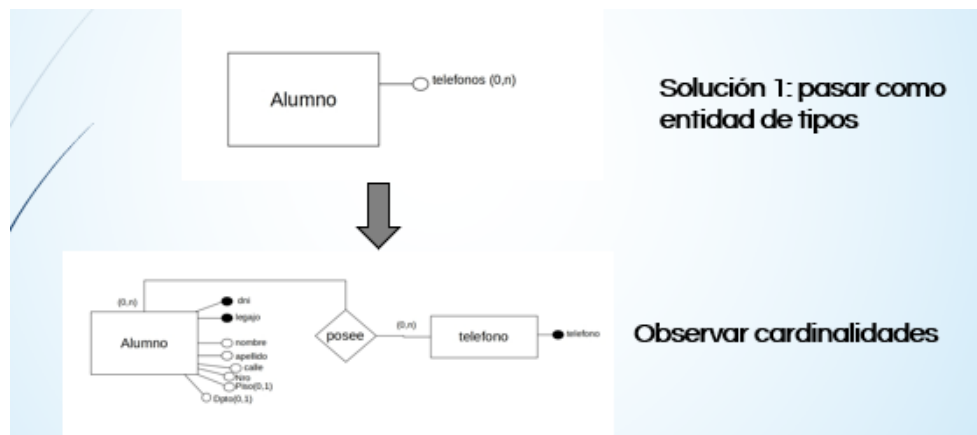 Alumno
telefonos (0,n)
Solución 1: pasar como
entidad de tipos
(0,n)
Alumno
dni
legajo
nombre
apellido
calle
Nro
Piso(0,1)
Dpto(0,1)
posee
(0,n)
telefono
telefono
Observar cardinalidades